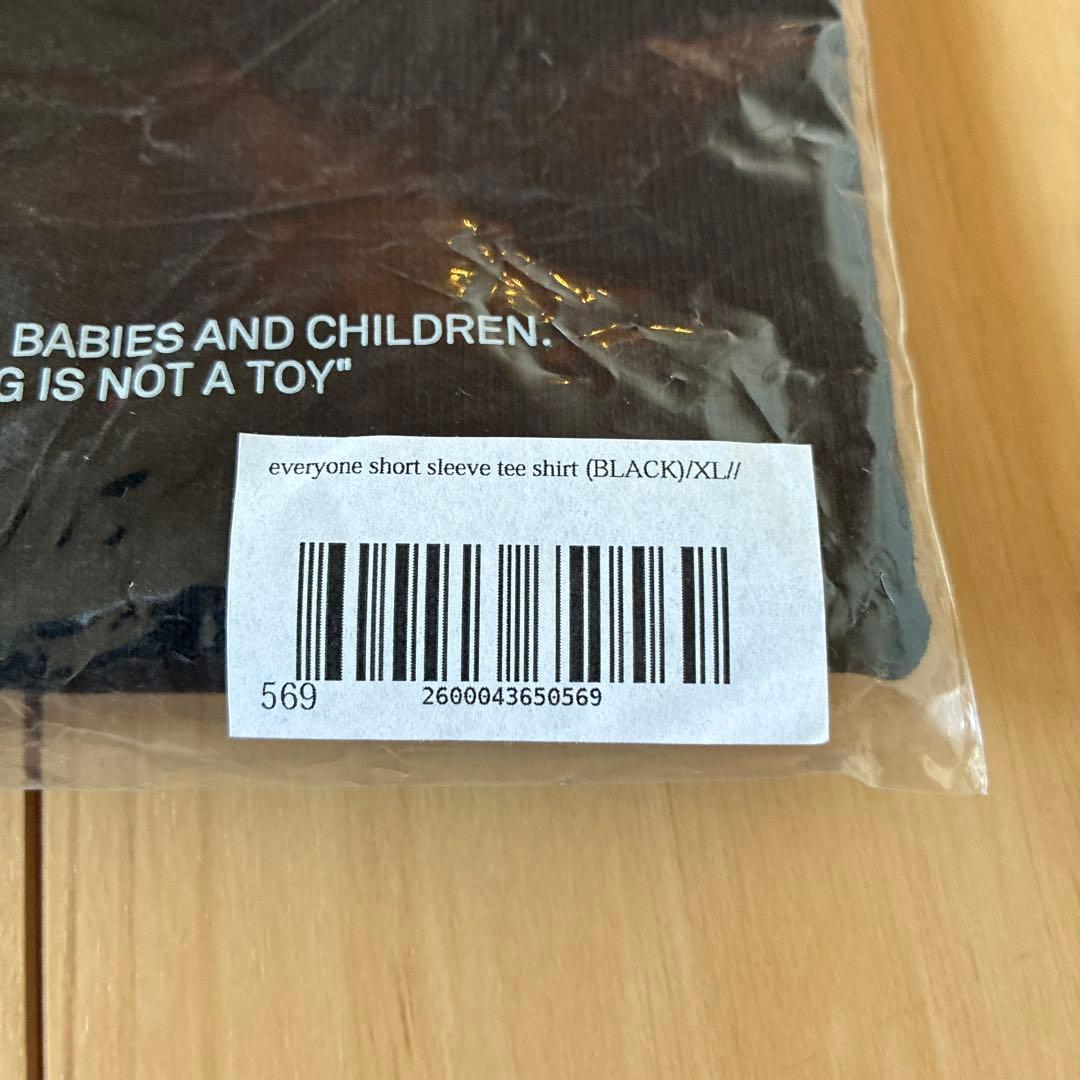 BABIES AND CHILDREN.
G IS NOT A TOY"
everyone short sleeve tee shirt (BLACK)/XL//
569
2600043650569